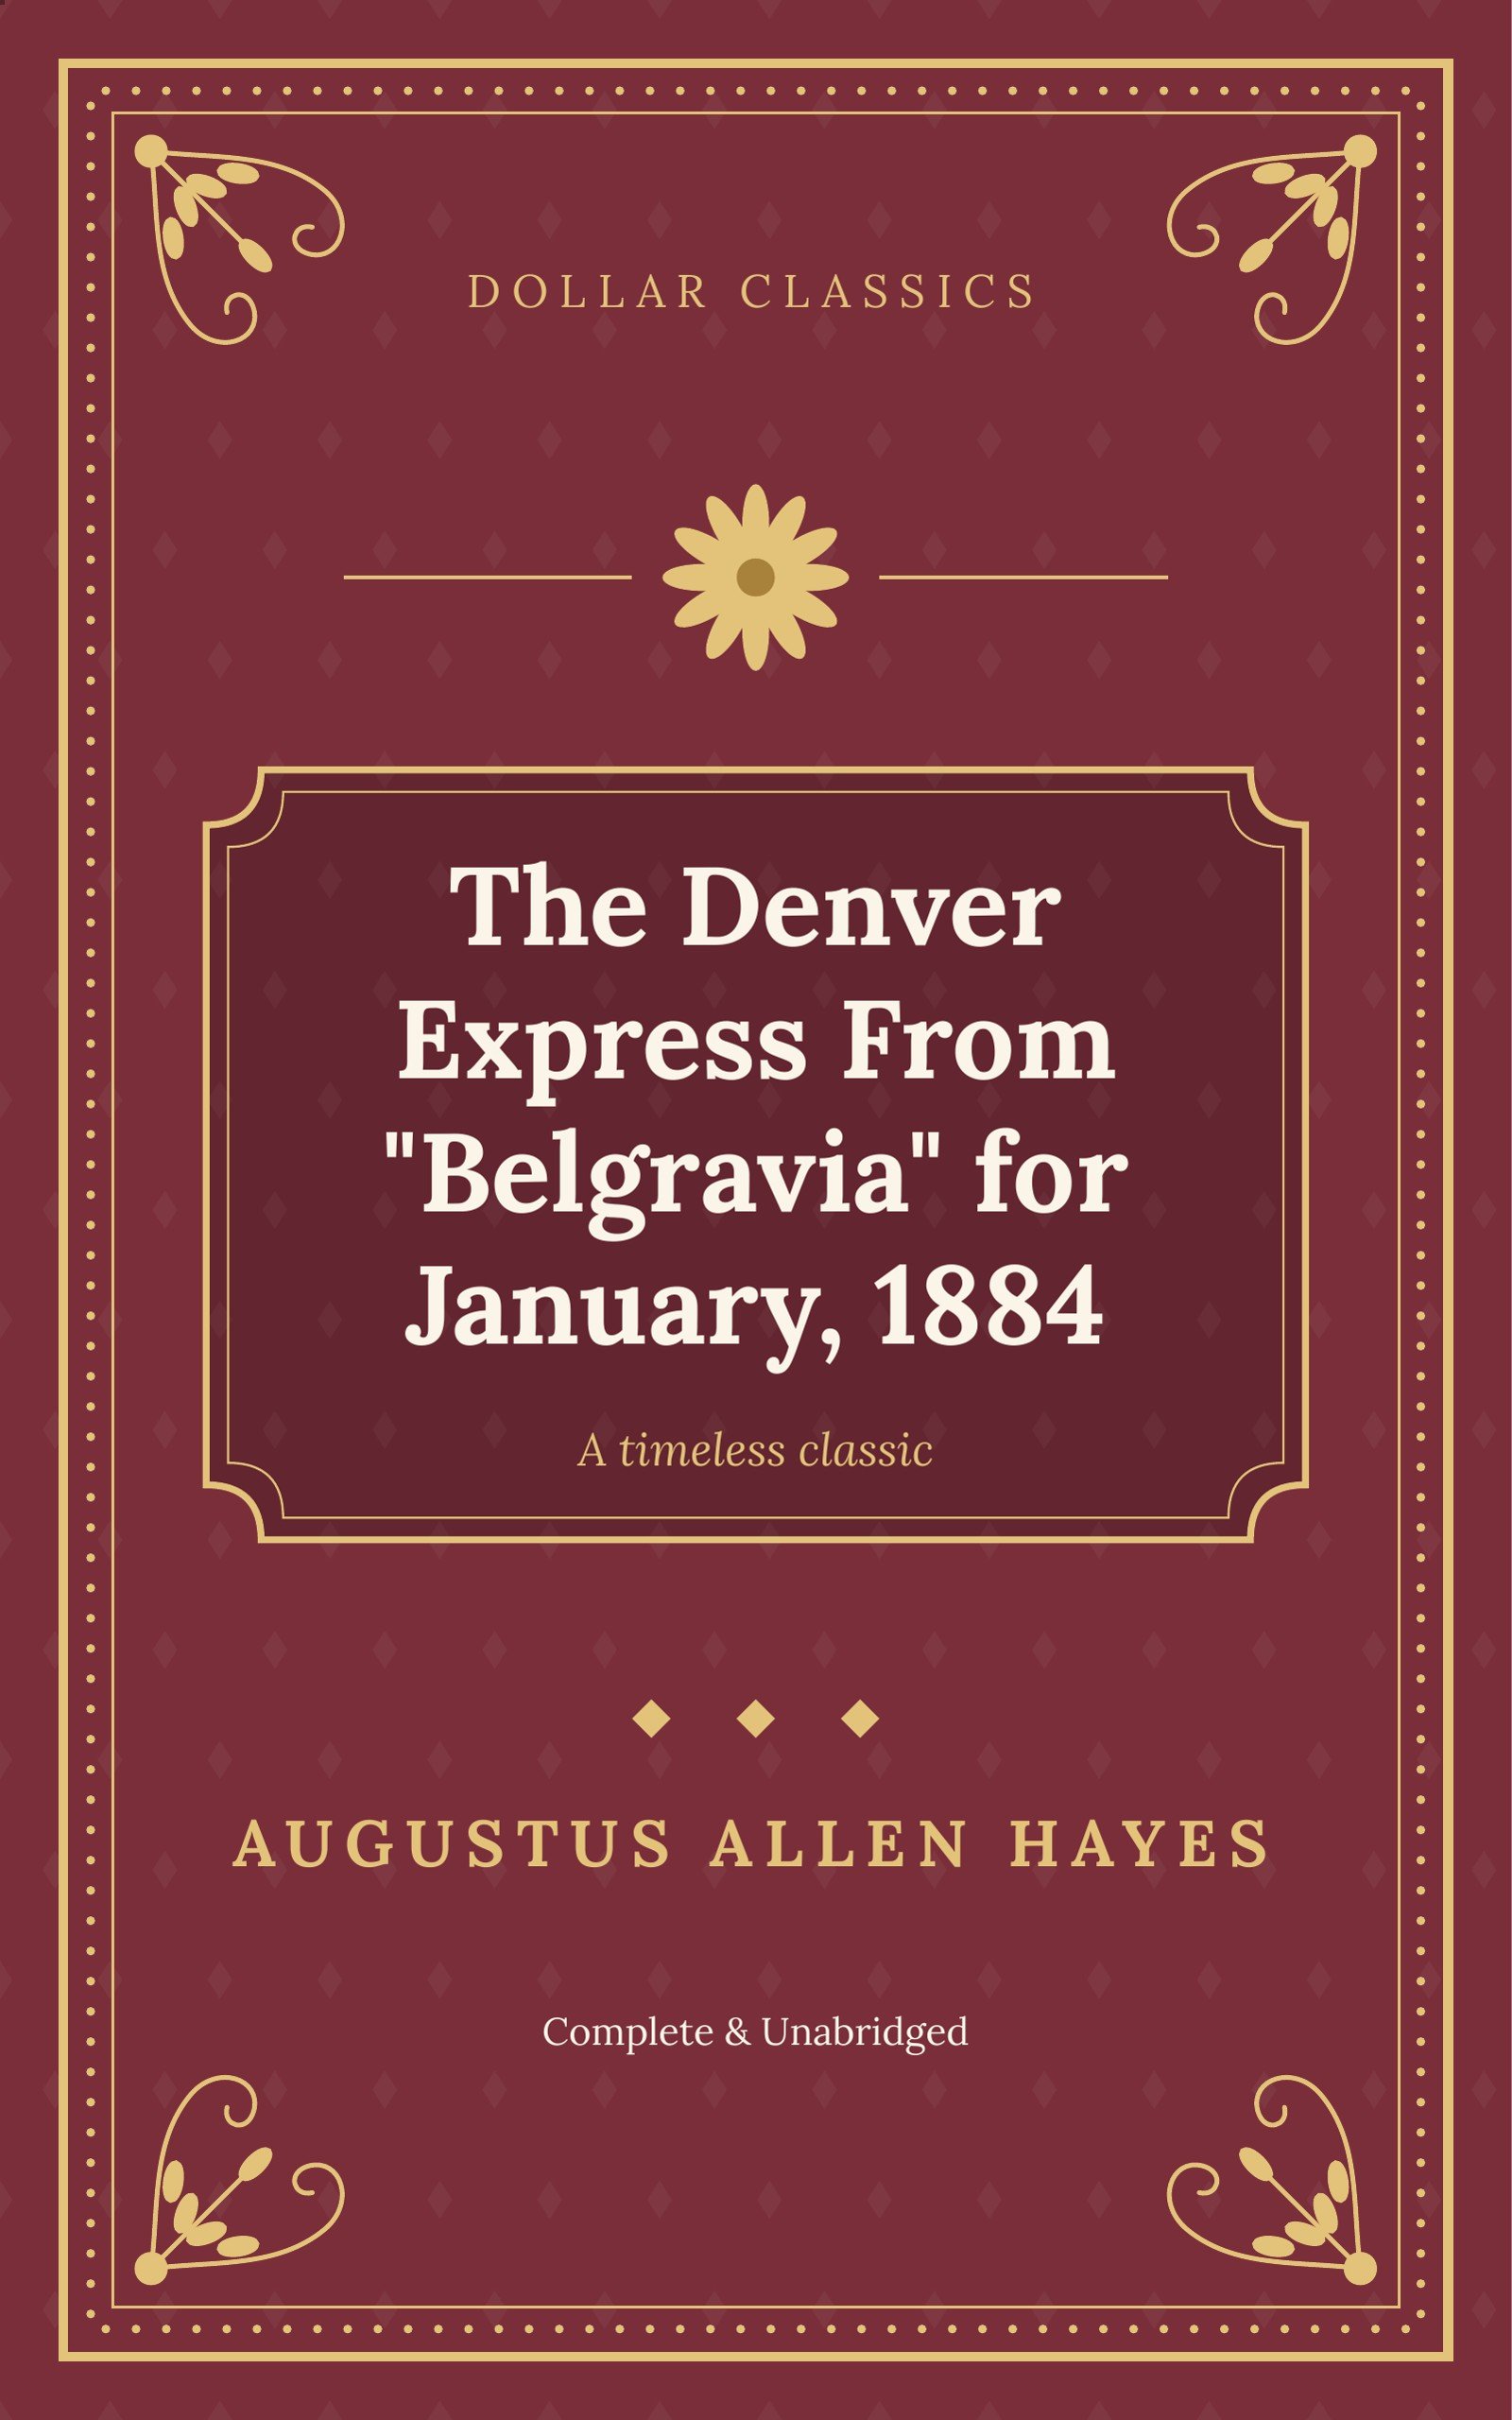 DOLLAR CLASSICS
The Denver
Express From
"Belgravia" for
January, 1884
A timeless classic
AUGUSTUS ALLEN HAYES
Complete & Unabridged